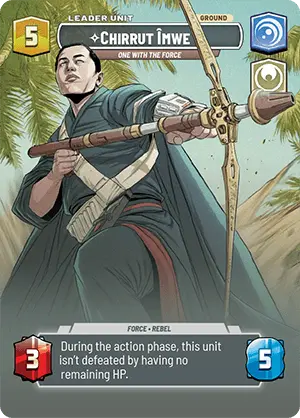 LEADER UNIT
GROUND
5
✧CHIRRUT ÎMWE
ONE WITH THE FORCE
FORCE • REBEL
During the action phase, this unit
isn't defeated by having no
remaining HP.
3
5